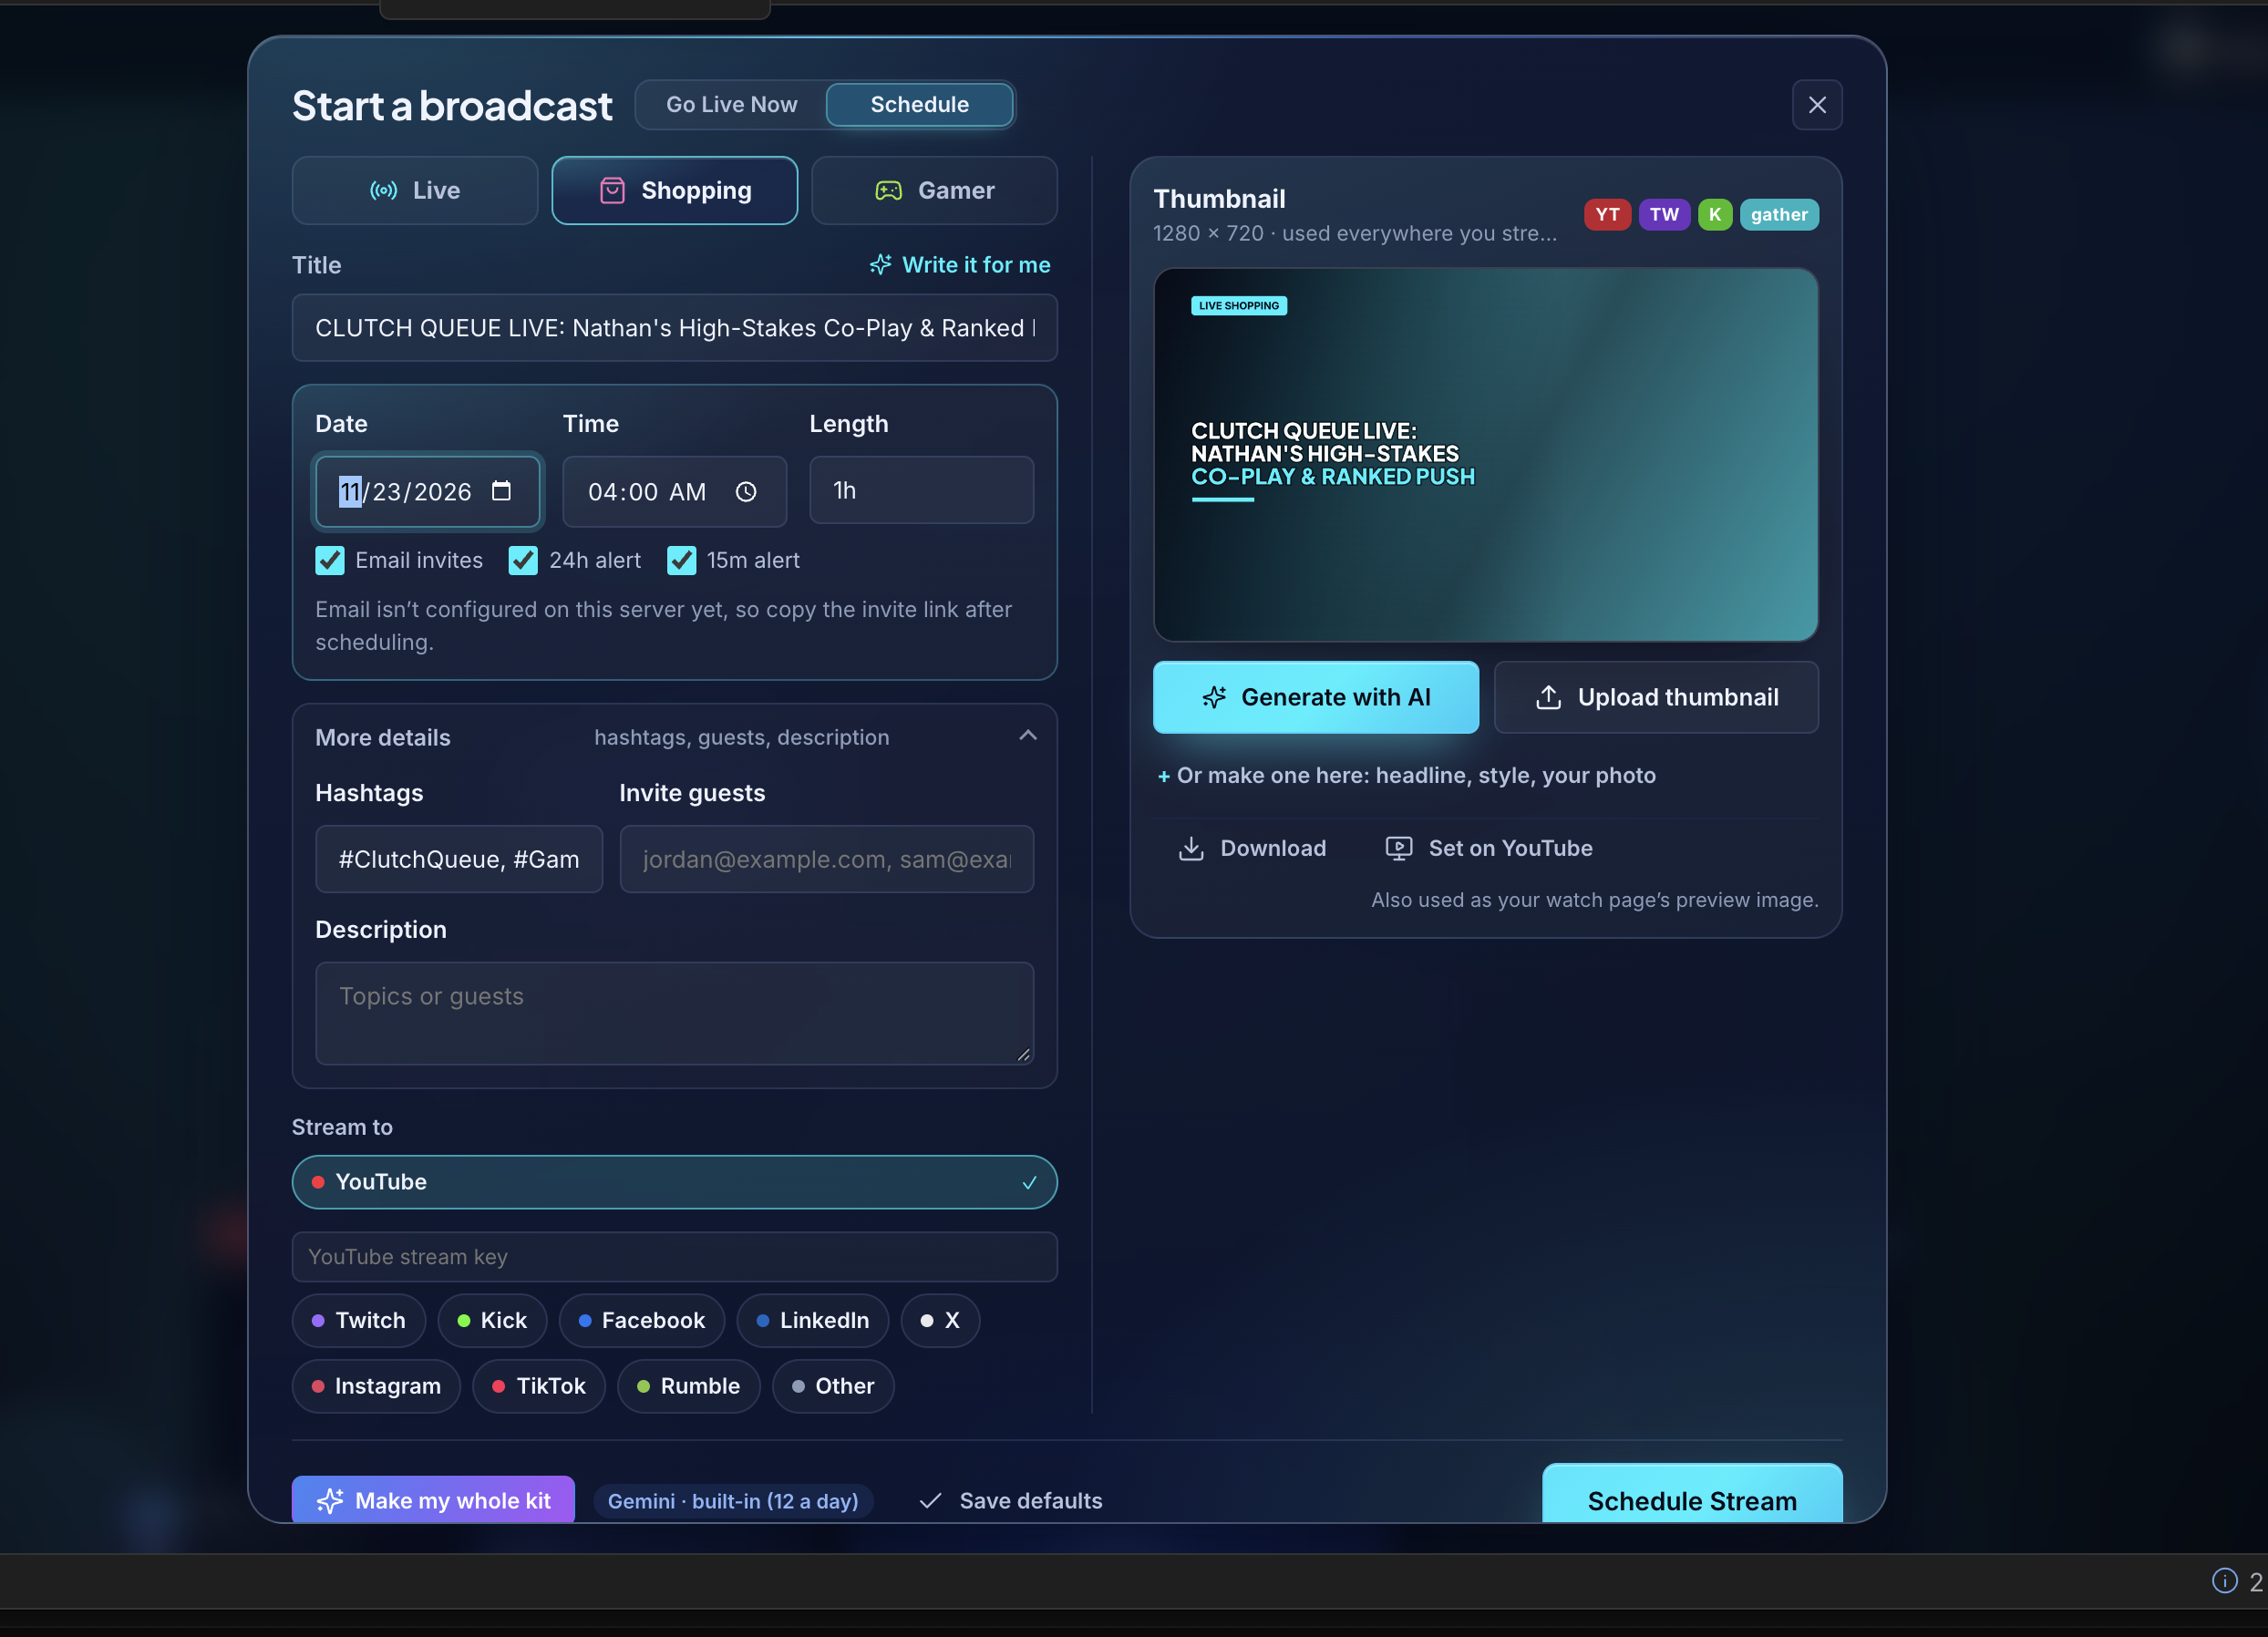 Start a broadcast
Go Live Now
Schedule
Live
Shopping
Gamer
Title
Write it for me
CLUTCH QUEUE LIVE: Nathan's High-Stakes Co-Play & Ranked
Date
Time
Length
11/23/2026
04:00 AM
1h
Email invites
24h alert
15m alert
Email isn’t configured on this server yet, so copy the invite link after
scheduling.
More details
hashtags, guests, description
Hashtags
Invite guests
#ClutchQueue, #Gam
jordan@example.com, sam@exa
Description
Topics or guests
Stream to
YouTube
YouTube stream key
Twitch
Kick
Facebook
LinkedIn
X
Instagram
TikTok
Rumble
Other
Thumbnail
1280 × 720 · used everywhere you stre...
YT
TW
K
gather
LIVE SHOPPING
CLUTCH QUEUE LIVE:
NATHAN'S HIGH-STAKES
CO-PLAY & RANKED PUSH
Generate with AI
Upload thumbnail
+ Or make one here: headline, style, your photo
Download
Set on YouTube
Also used as your watch page’s preview image.
Make my whole kit
Gemini · built-in (12 a day)
Save defaults
Schedule Stream
2